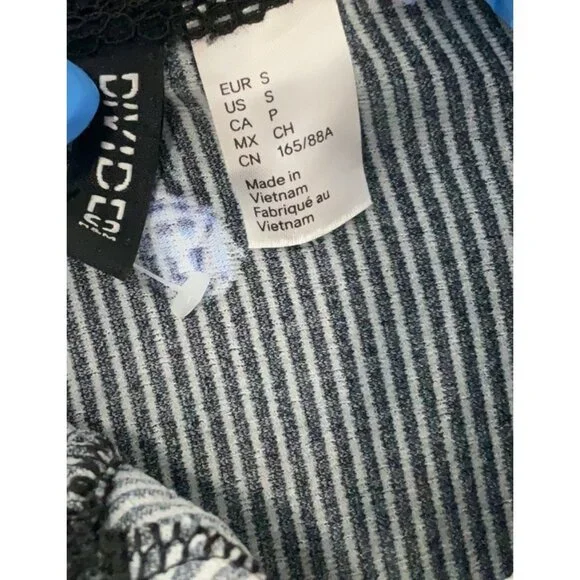 DIVIDED
EUR S
US S
CA P
MX CH
CN 165/88A
Made in
Vietnam
Fabriqué au
Vietnam